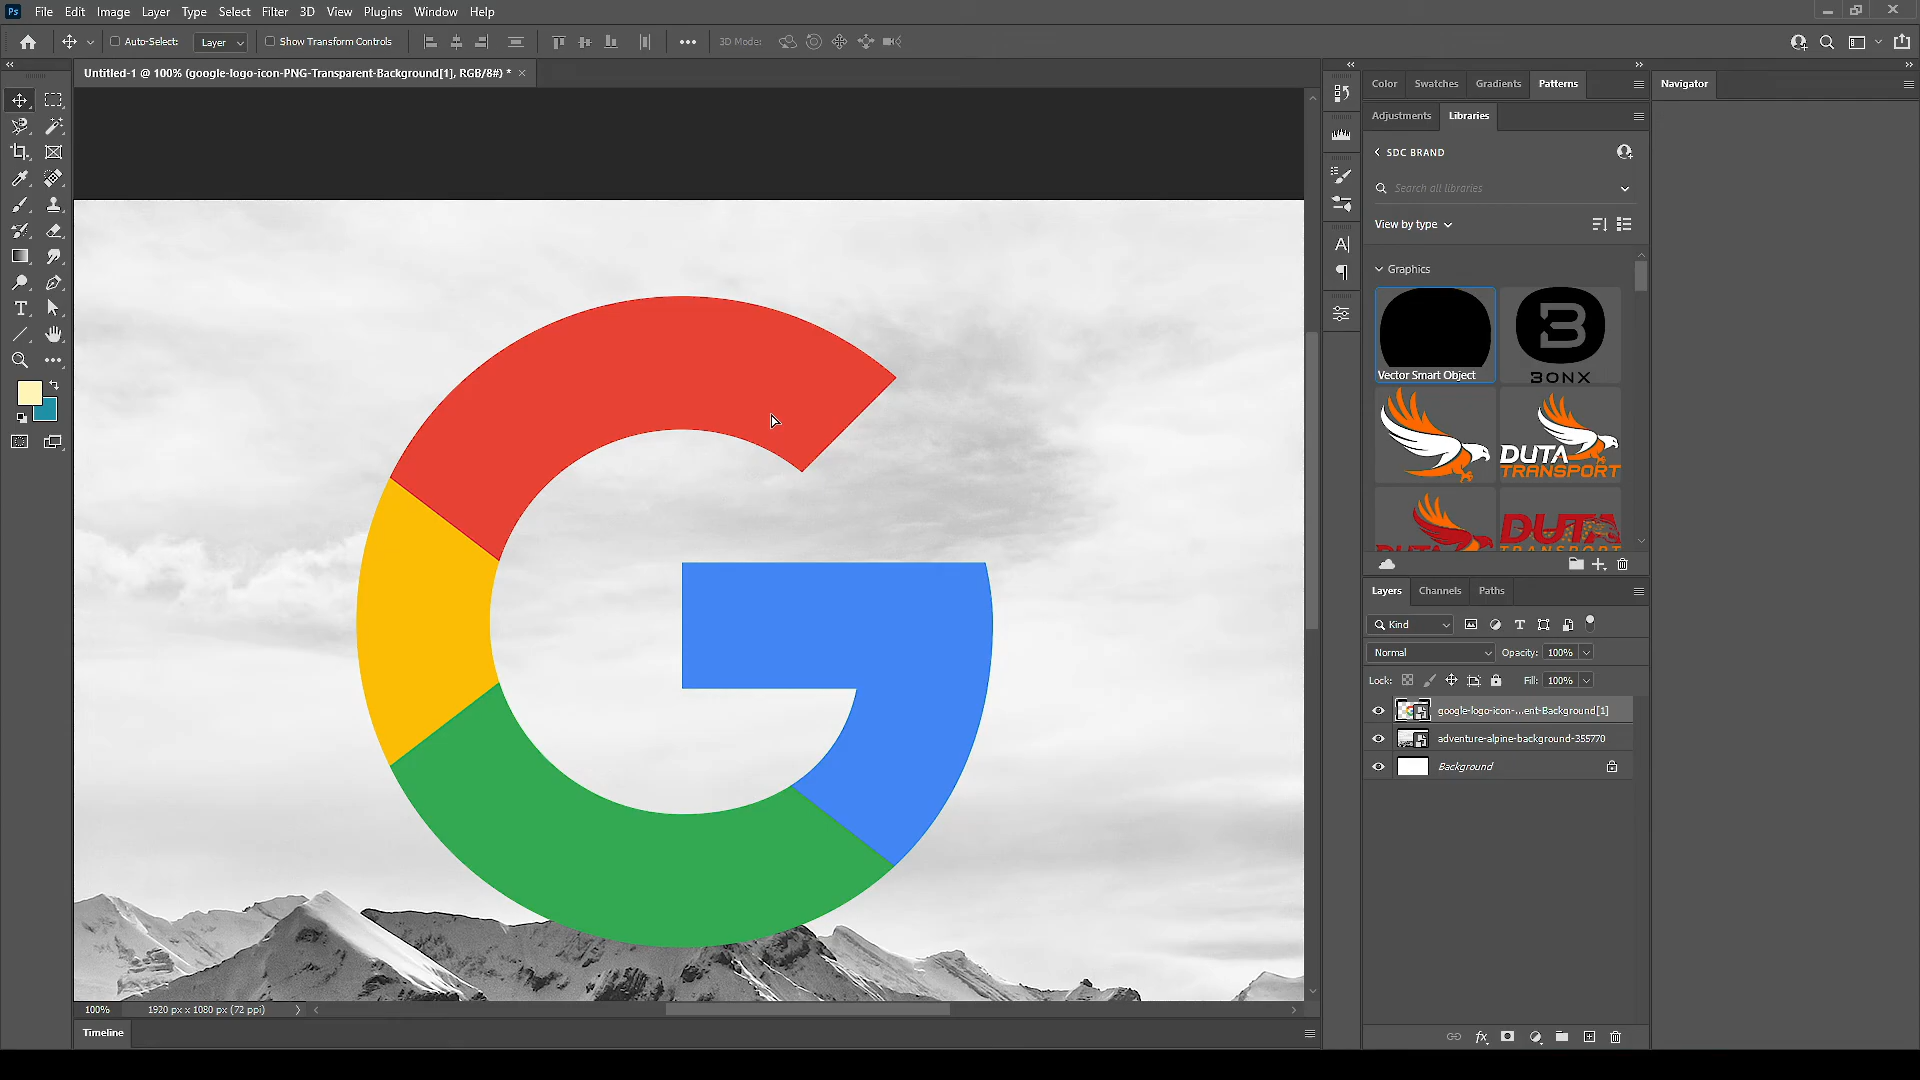 Ps File Edit Image Layer Type Select Filter 3D View Plugins Window Help
Auto-Select: Layer Show Transform Controls 3D Mode:
Untitled-1 @ 100% (google-logo-icon-PNG-Transparent-Background[1], RGB/8#) *
Color Swatches Gradients Patterns Navigator
Adjustments Libraries
SDC BRAND
Search all libraries
View by type
Graphics
Vector Smart Object
BONX
DUTA
TRANSPORT
DUTA
Layers Channels Paths
Kind
Normal Opacity: 100%
Lock: Fill: 100%
google-logo-icon-...ent-Background[1]
adventure-alpine-background-355770
Background
100% 1920 px x 1080 px (72 ppi)
Timeline